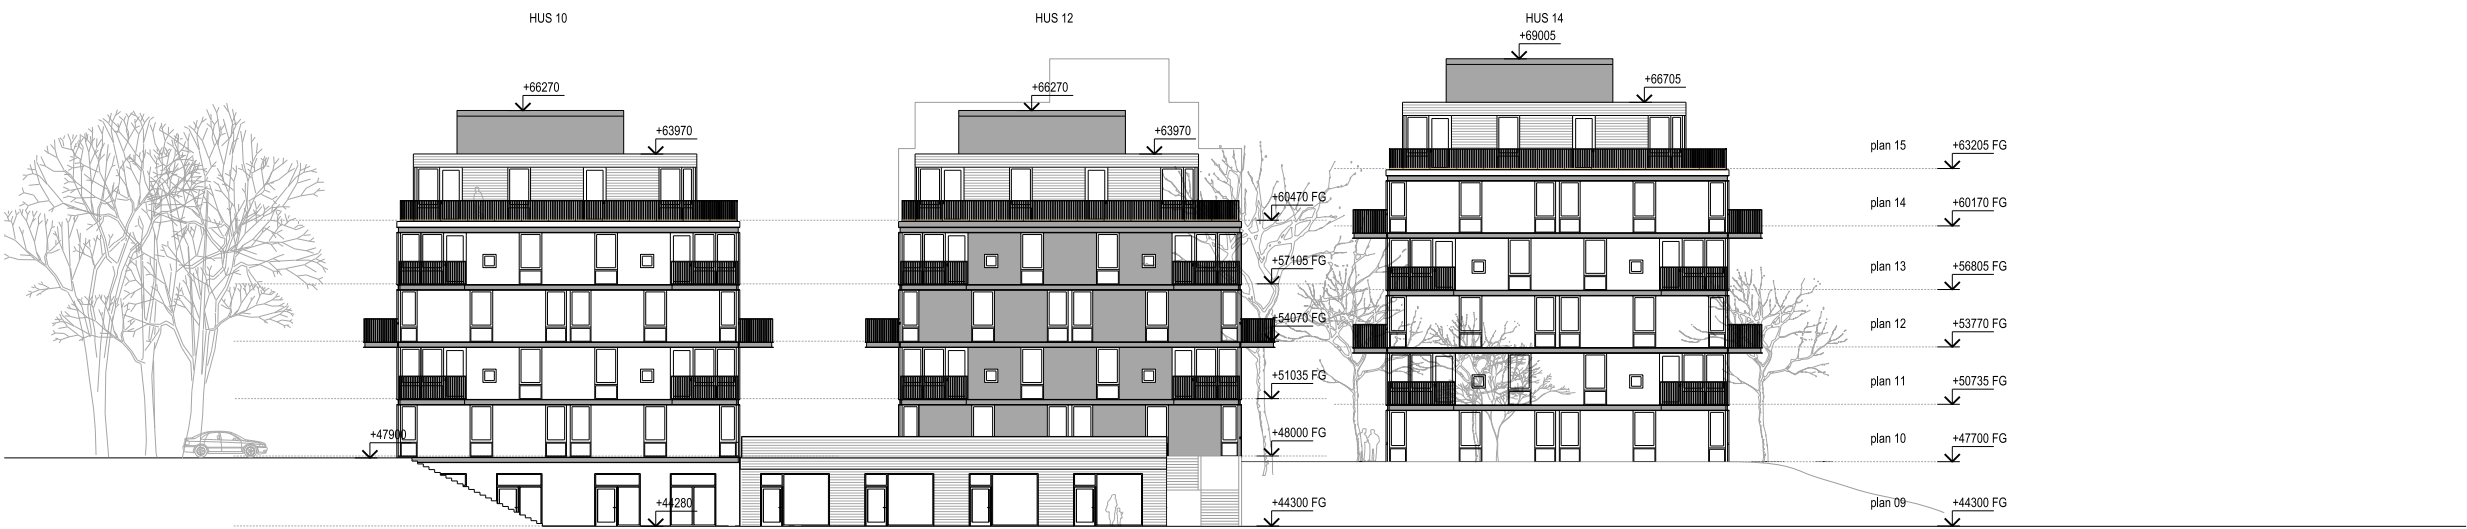 HUS 10 HUS 12 HUS 14
+69005
+66705
+66270 +66270
+63970 +63970
plan 15 +63205 FG
+60470 FG
plan 14 +60170 FG
+57105 FG
plan 13 +56805 FG
+54070 FG
plan 12 +53770 FG
+51035 FG
plan 11 +50735 FG
+47900
+48000 FG
plan 10 +47700 FG
+44280
+44300 FG
plan 09 +44300 FG